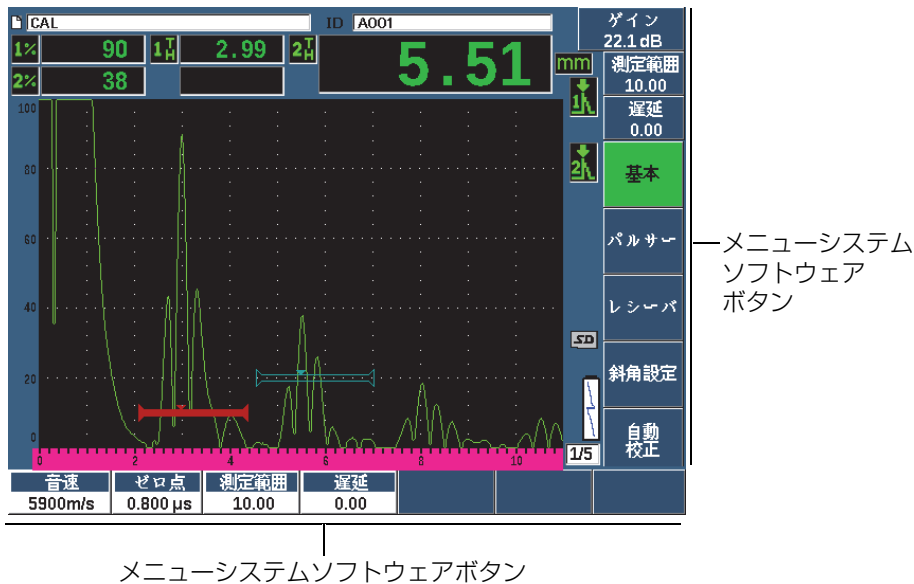 CAL ID A001
1% 90 1TH 2.99 2TH 5.51 mm
2% 38
1
2
ゲイン
22.1 dB
測定範囲
10.00
遅延
0.00
基本
パルサー
レシーバ
斜角設定
自動
校正
SD
1/5
100
80
60
40
20
0
0 2 4 6 8 10
音速 ゼロ点 測定範囲 遅延
5900m/s 0.800 µs 10.00 0.00
メニューシステム
ソフトウェア
ボタン
メニューシステムソフトウェアボタン